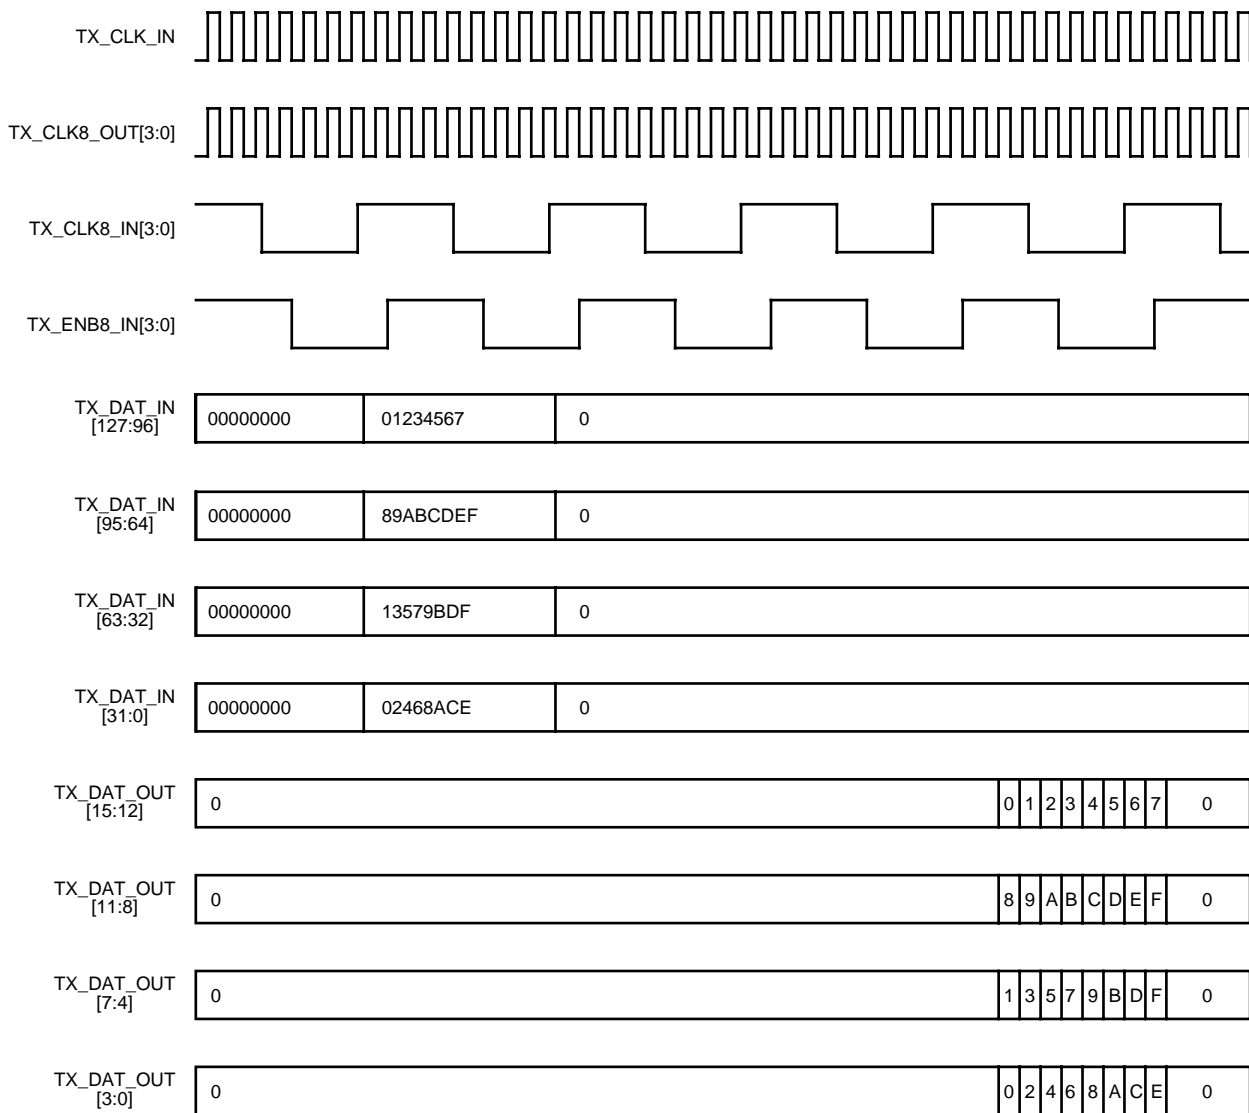 TX_CLK_IN
TX_CLK8_OUT[3:0]
TX_CLK8_IN[3:0]
TX_ENB8_IN[3:0]
TX_DAT_IN
[127:96]
00000000 01234567 0
TX_DAT_IN
[95:64]
00000000 89ABCDEF 0
TX_DAT_IN
[63:32]
00000000 13579BDF 0
TX_DAT_IN
[31:0]
00000000 02468ACE 0
TX_DAT_OUT
[15:12]
0 0 1 2 3 4 5 6 7 0
TX_DAT_OUT
[11:8]
0 8 9 A B C D E F 0
TX_DAT_OUT
[7:4]
0 1 3 5 7 9 B D F 0
TX_DAT_OUT
[3:0]
0 0 2 4 6 8 A C E 0